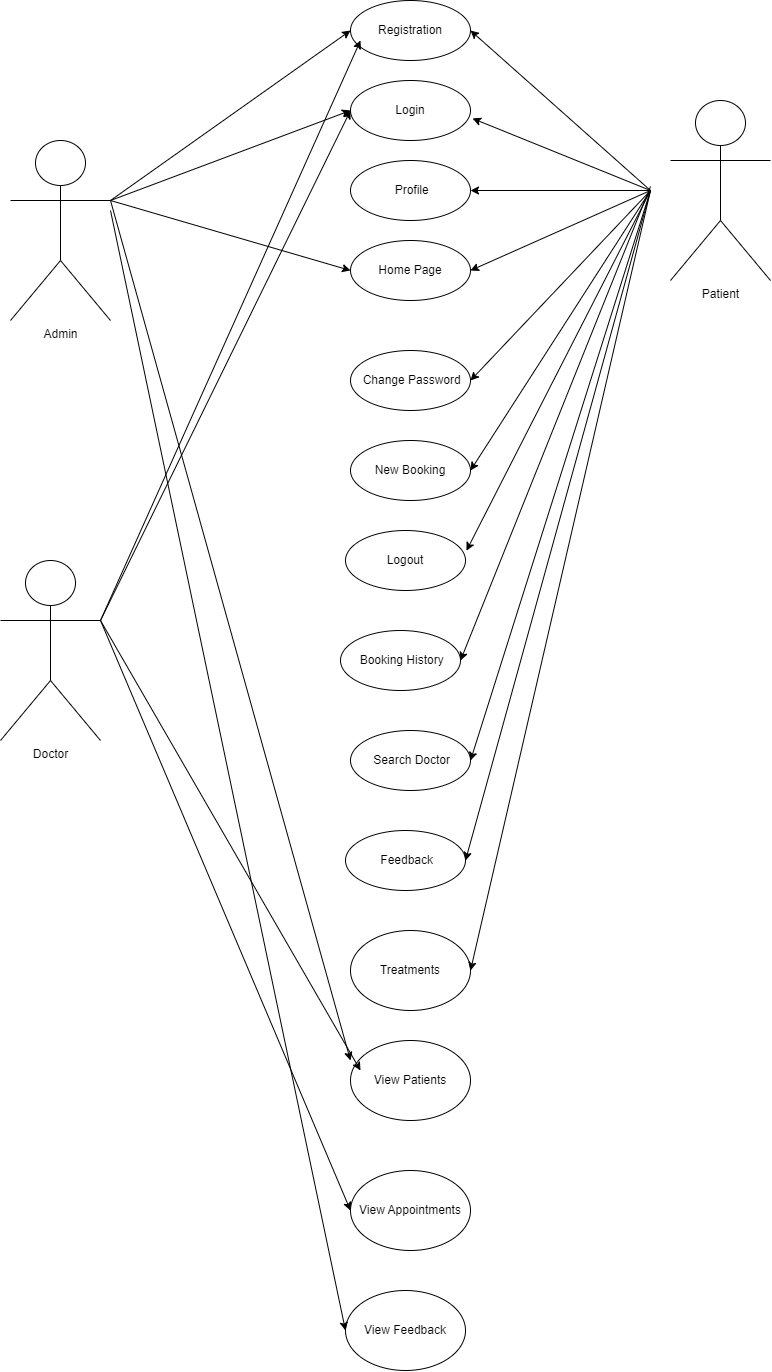 Registration
Login
Profile
Home Page
Patient
Admin
Change Password
New Booking
Logout
Booking History
Doctor
Search Doctor
Feedback
Treatments
View Patients
View Appointments
View Feedback